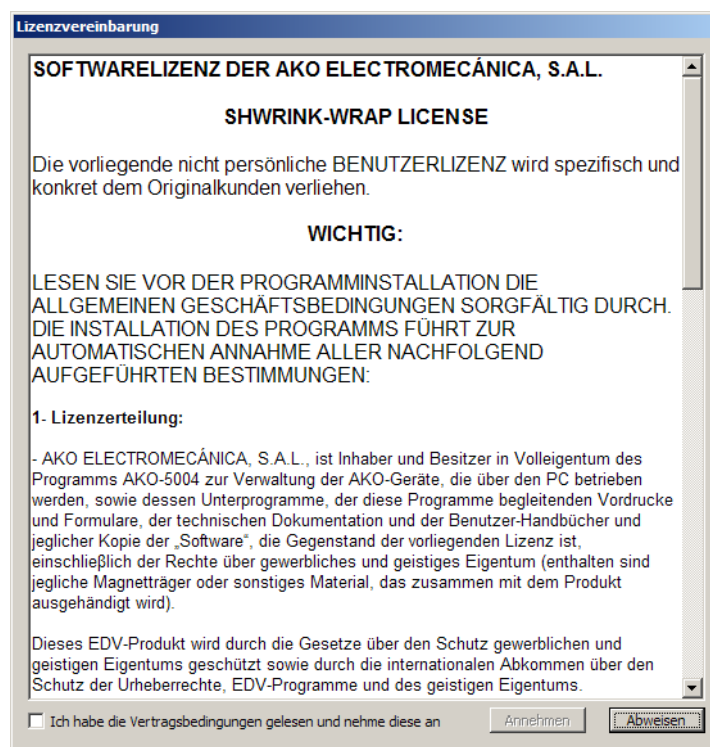 Lizenzvereinbarung
SOFTWARELIZENZ DER AKO ELECTROMECÁNICA, S.A.L.
SHWRINK-WRAP LICENSE
Die vorliegende nicht persönliche BENUTZERLIZENZ wird spezifisch und
konkret dem Originalkunden verliehen.
WICHTIG:
LESEN SIE VOR DER PROGRAMMINSTALLATION DIE
ALLGEMEINEN GESCHÄFTSBEDINGUNGEN SORGFÄLTIG DURCH.
DIE INSTALLATION DES PROGRAMMS FÜHRT ZUR
AUTOMATISCHEN ANNAHME ALLER NACHFOLGEND
AUFGEFÜHRTEN BESTIMMUNGEN:
1- Lizenzerteilung:
- AKO ELECTROMECÁNICA, S.A.L., ist Inhaber und Besitzer in Volleigentum des
Programms AKO-5004 zur Verwaltung der AKO-Geräte, die über den PC betrieben
werden, sowie dessen Unterprogramme, der diese Programme begleitenden Vordrucke
und Formulare, der technischen Dokumentation und der Benutzer-Handbücher und
jeglicher Kopie der „Software“, die Gegenstand der vorliegenden Lizenz ist,
einschlieβlich der Rechte über gewerbliches und geistiges Eigentum (enthalten sind
jegliche Magnetträger oder sonstiges Material, das zusammen mit dem Produkt
ausgehändigt wird).
Dieses EDV-Produkt wird durch die Gesetze über den Schutz gewerblichen und
geistigen Eigentums geschützt sowie durch die internationalen Abkommen über den
Schutz der Urheberrechte, EDV-Programme und des geistigen Eigentums.
Ich habe die Vertragsbedingungen gelesen und nehme diese an
Annehmen
Abweisen